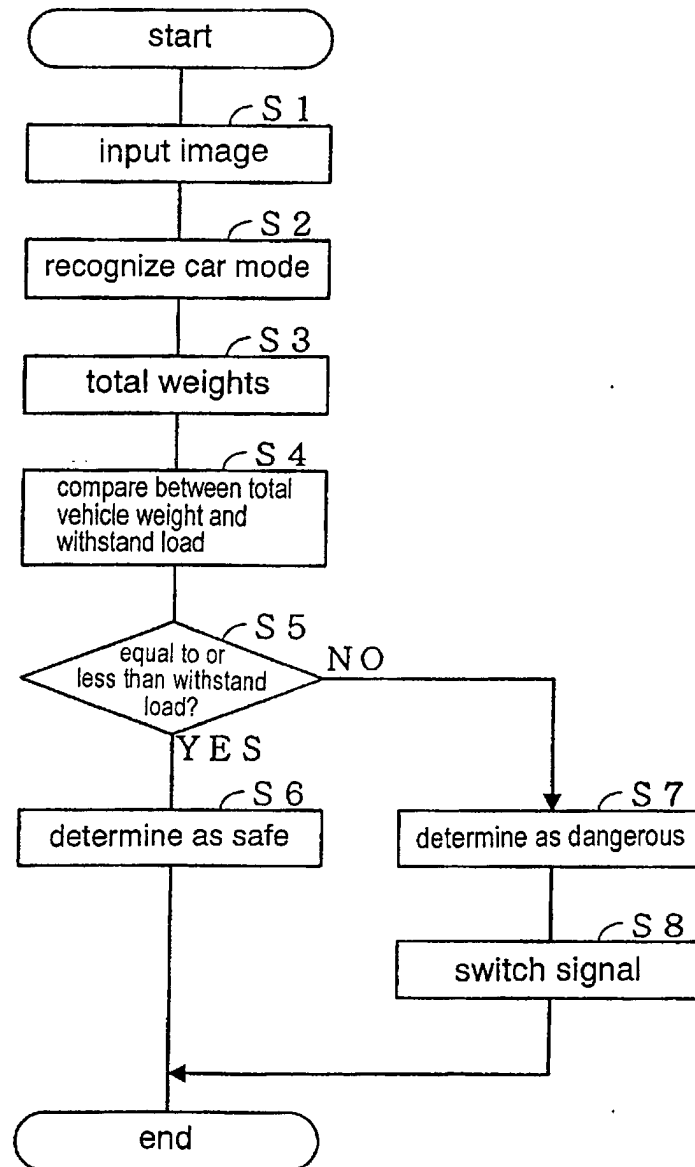 start
S 1
input image
S 2
recognize car mode
S 3
total weights
S 4
compare between total
vehicle weight and
withstand load
S 5
equal to or
less than withstand
load?
NO
YES
S 6
determine as safe
S 7
determine as dangerous
S 8
switch signal
end